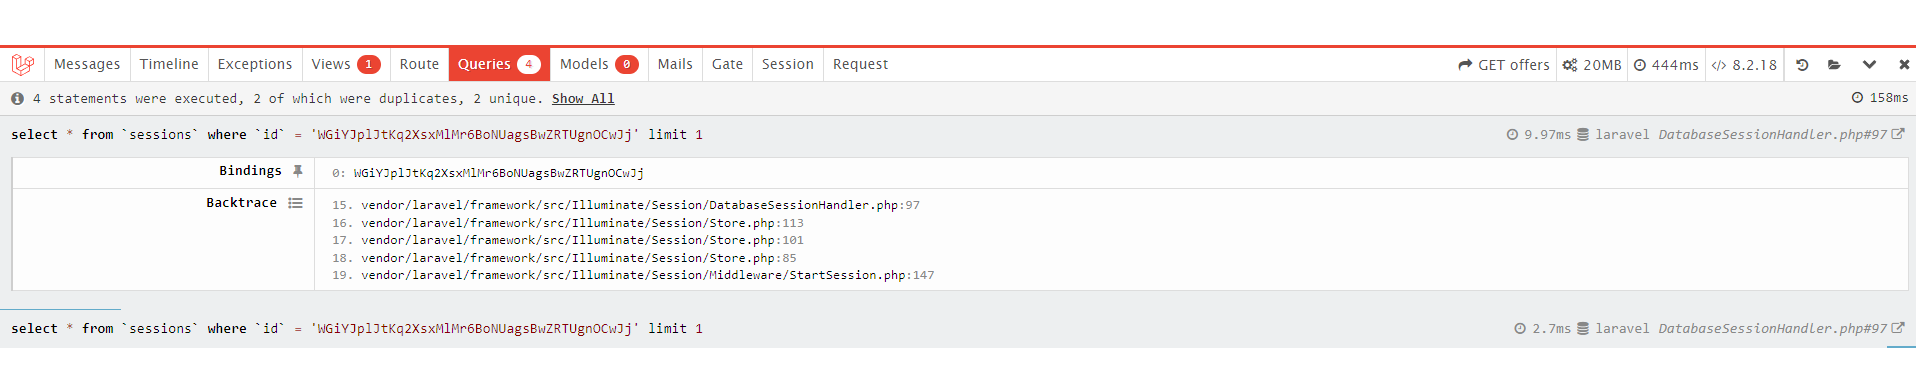 Messages Timeline Exceptions Views 1 Route Queries 4 Models 0 Mails Gate Session Request GET offers 20MB 444ms 8.2.18
4 statements were executed, 2 of which were duplicates, 2 unique. Show All 158ms
select * from `sessions` where `id` = 'WGiYJplJtKq2XsxMlMr6BoNUagsBwZRTUgnOCwJj' limit 1 9.97ms laravel DatabaseSessionHandler.php#97
Bindings 0: WGiYJplJtKq2XsxMlMr6BoNUagsBwZRTUgnOCwJj
Backtrace 15. vendor/laravel/framework/src/Illuminate/Session/DatabaseSessionHandler.php:97
16. vendor/laravel/framework/src/Illuminate/Session/Store.php:113
17. vendor/laravel/framework/src/Illuminate/Session/Store.php:101
18. vendor/laravel/framework/src/Illuminate/Session/Store.php:85
19. vendor/laravel/framework/src/Illuminate/Session/Middleware/StartSession.php:147
select * from `sessions` where `id` = 'WGiYJplJtKq2XsxMlMr6BoNUagsBwZRTUgnOCwJj' limit 1 2.7ms laravel DatabaseSessionHandler.php#97